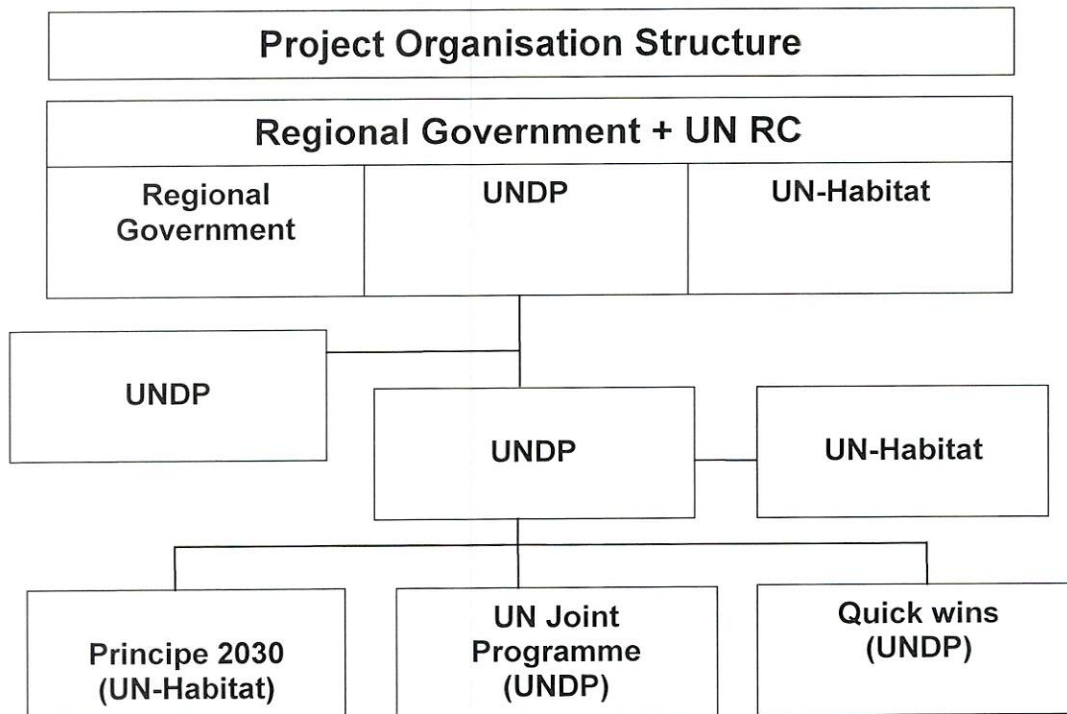 Project Organisation Structure
Regional Government + UN RC
Regional
Government
UNDP
UN-Habitat
UNDP
UNDP
UN-Habitat
Principe 2030
(UN-Habitat)
UN Joint
Programme
(UNDP)
Quick wins
(UNDP)